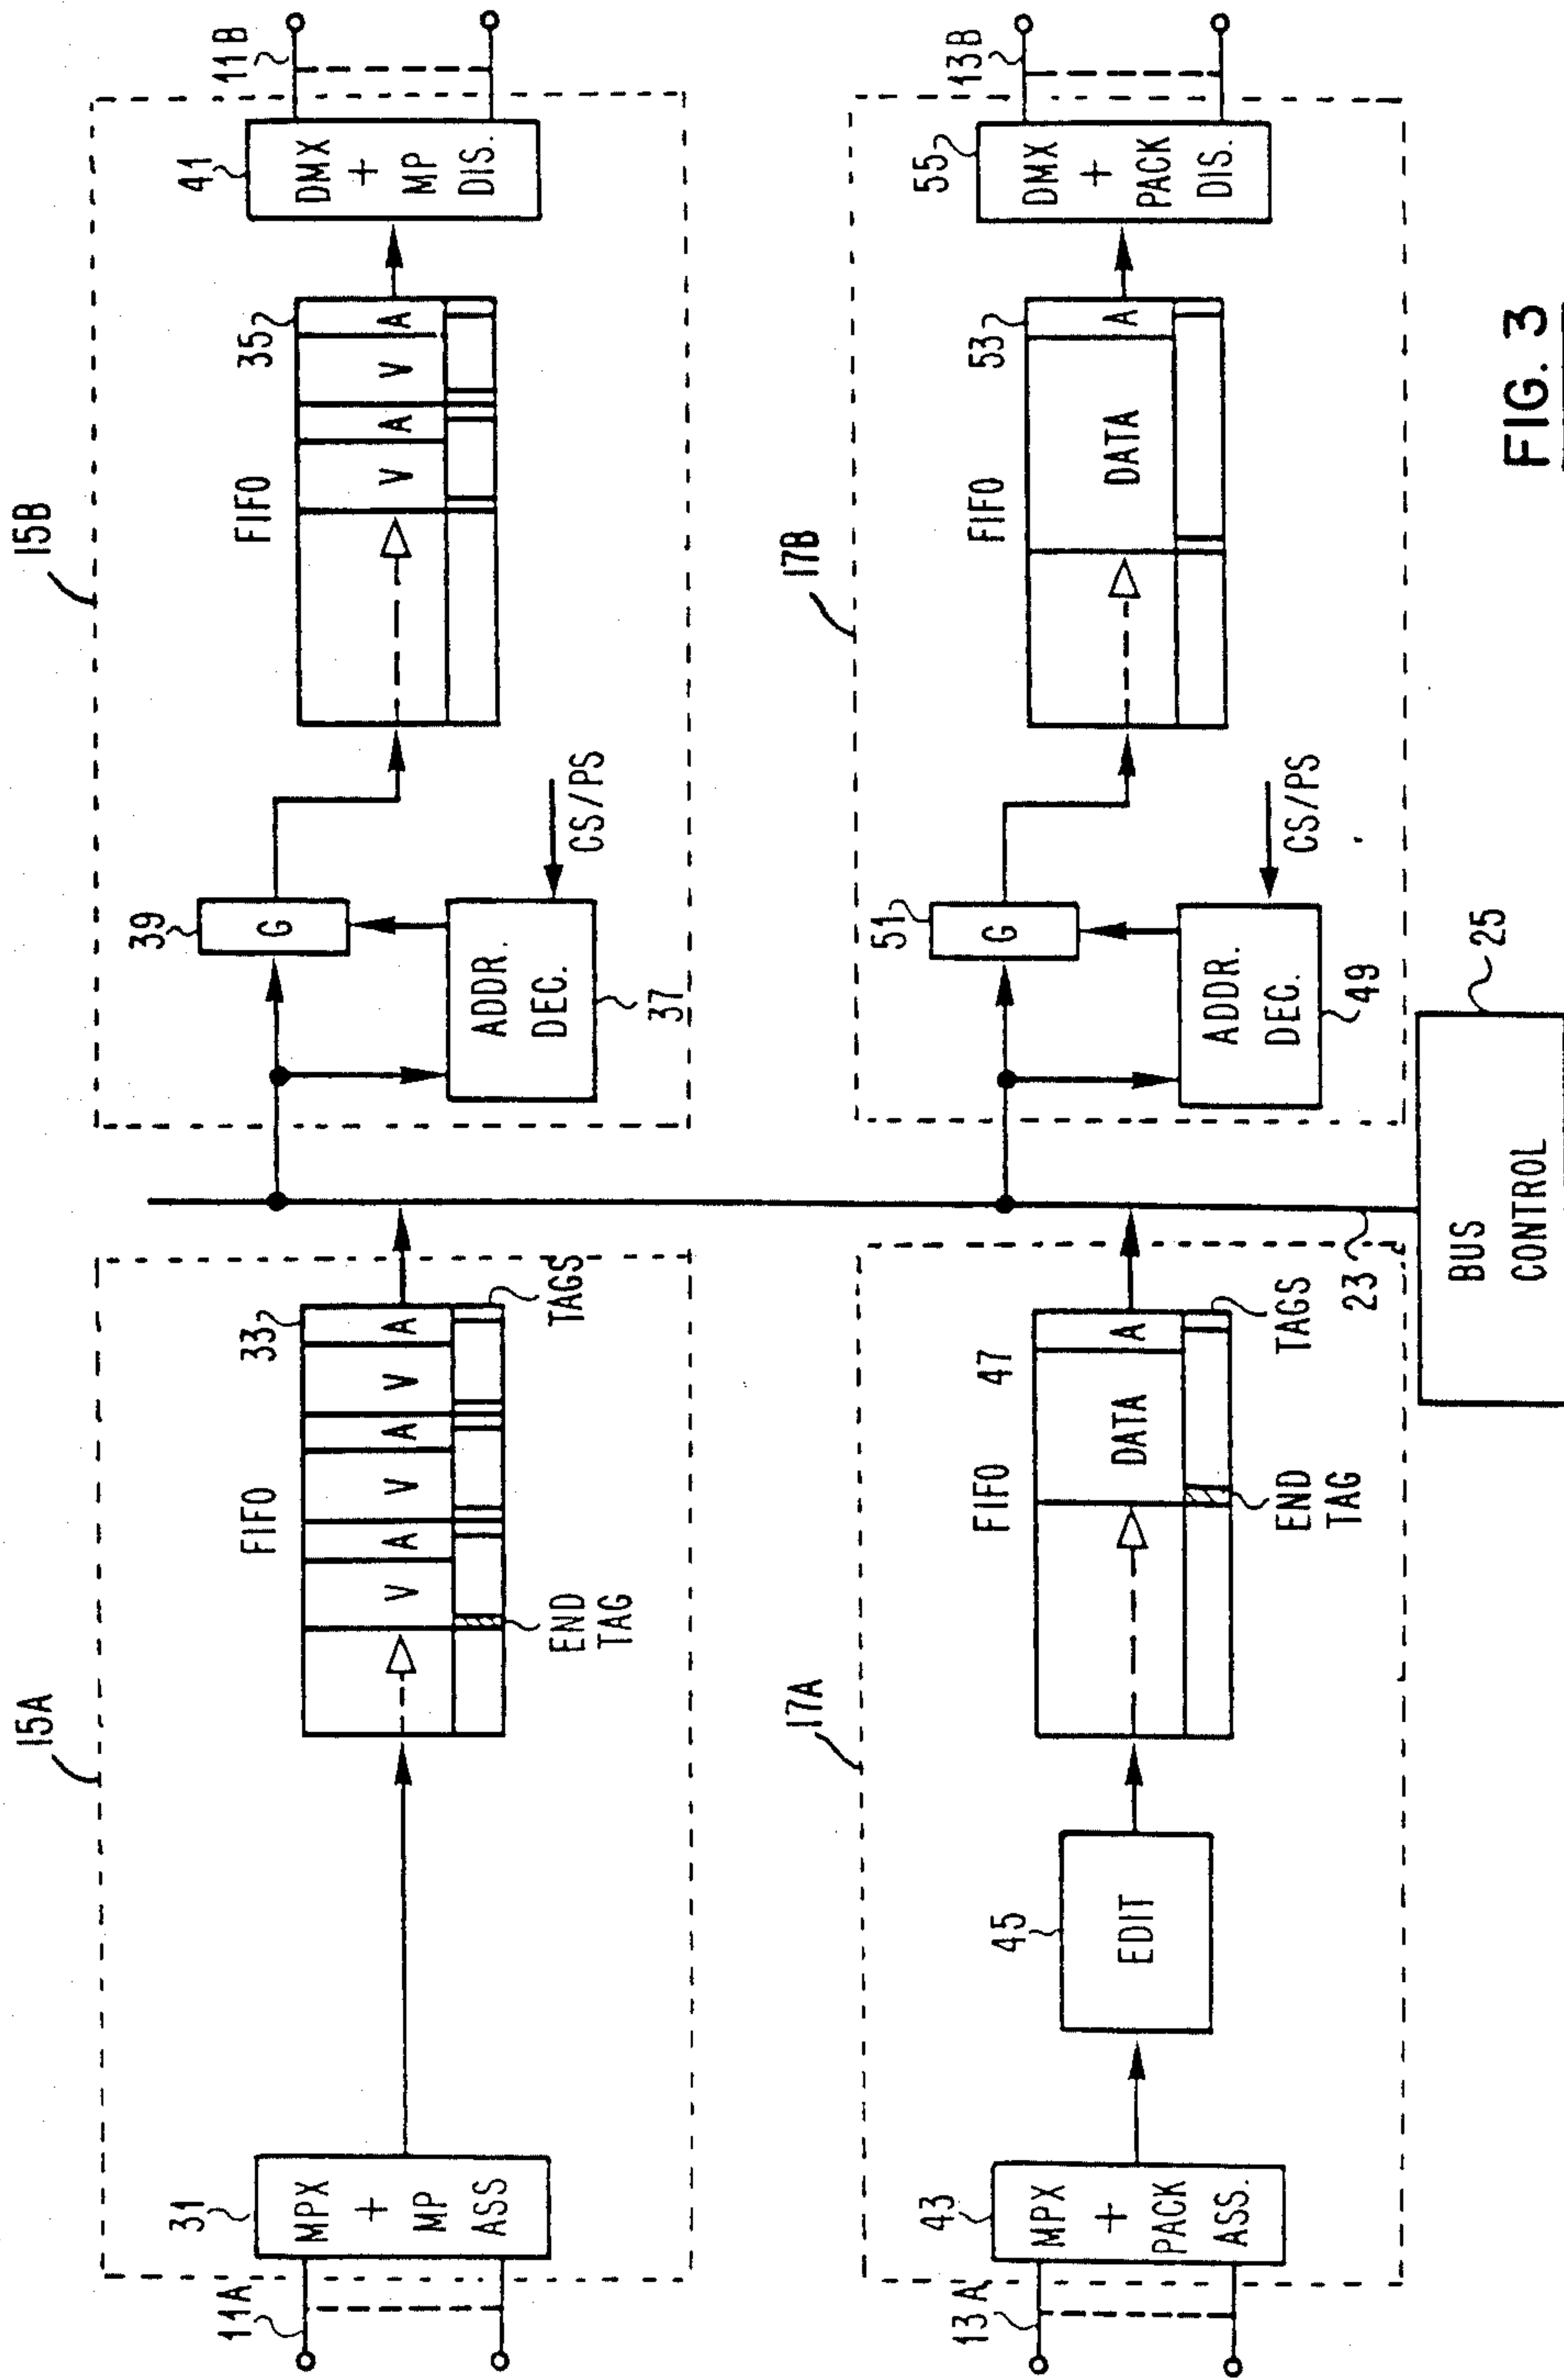 15A
11A
31
MPX
+
MP
ASS
FIFO
33
V
A
V
A
V
A
TAGS
END
TAG
15B
39
G
ADDR.
DEC.
37
CS/PS
FIFO
35
V
A
V
A
41
DMX
+
MP
DIS.
11B
17A
13A
43
MPX
+
PACK
ASS.
45
EDIT
FIFO
47
DATA
A
TAGS
END
TAG
23
17B
51
G
ADDR.
DEC.
49
CS/PS
FIFO
53
DATA
A
55
DMX
+
PACK
DIS.
13B
BUS
CONTROL
25
FIG. 3